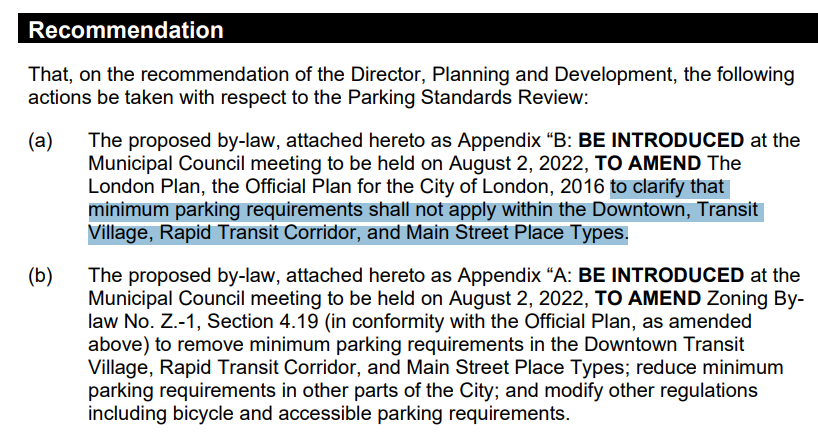 Recommendation
That, on the recommendation of the Director, Planning and Development, the following
actions be taken with respect to the Parking Standards Review:
(a) The proposed by-law, attached hereto as Appendix “B: BE INTRODUCED at the
Municipal Council meeting to be held on August 2, 2022, TO AMEND The
London Plan, the Official Plan for the City of London, 2016 to clarify that
minimum parking requirements shall not apply within the Downtown, Transit
Village, Rapid Transit Corridor, and Main Street Place Types.
(b) The proposed by-law, attached hereto as Appendix “A: BE INTRODUCED at the
Municipal Council meeting to be held on August 2, 2022, TO AMEND Zoning By-
law No. Z.-1, Section 4.19 (in conformity with the Official Plan, as amended
above) to remove minimum parking requirements in the Downtown Transit
Village, Rapid Transit Corridor, and Main Street Place Types; reduce minimum
parking requirements in other parts of the City; and modify other regulations
including bicycle and accessible parking requirements.